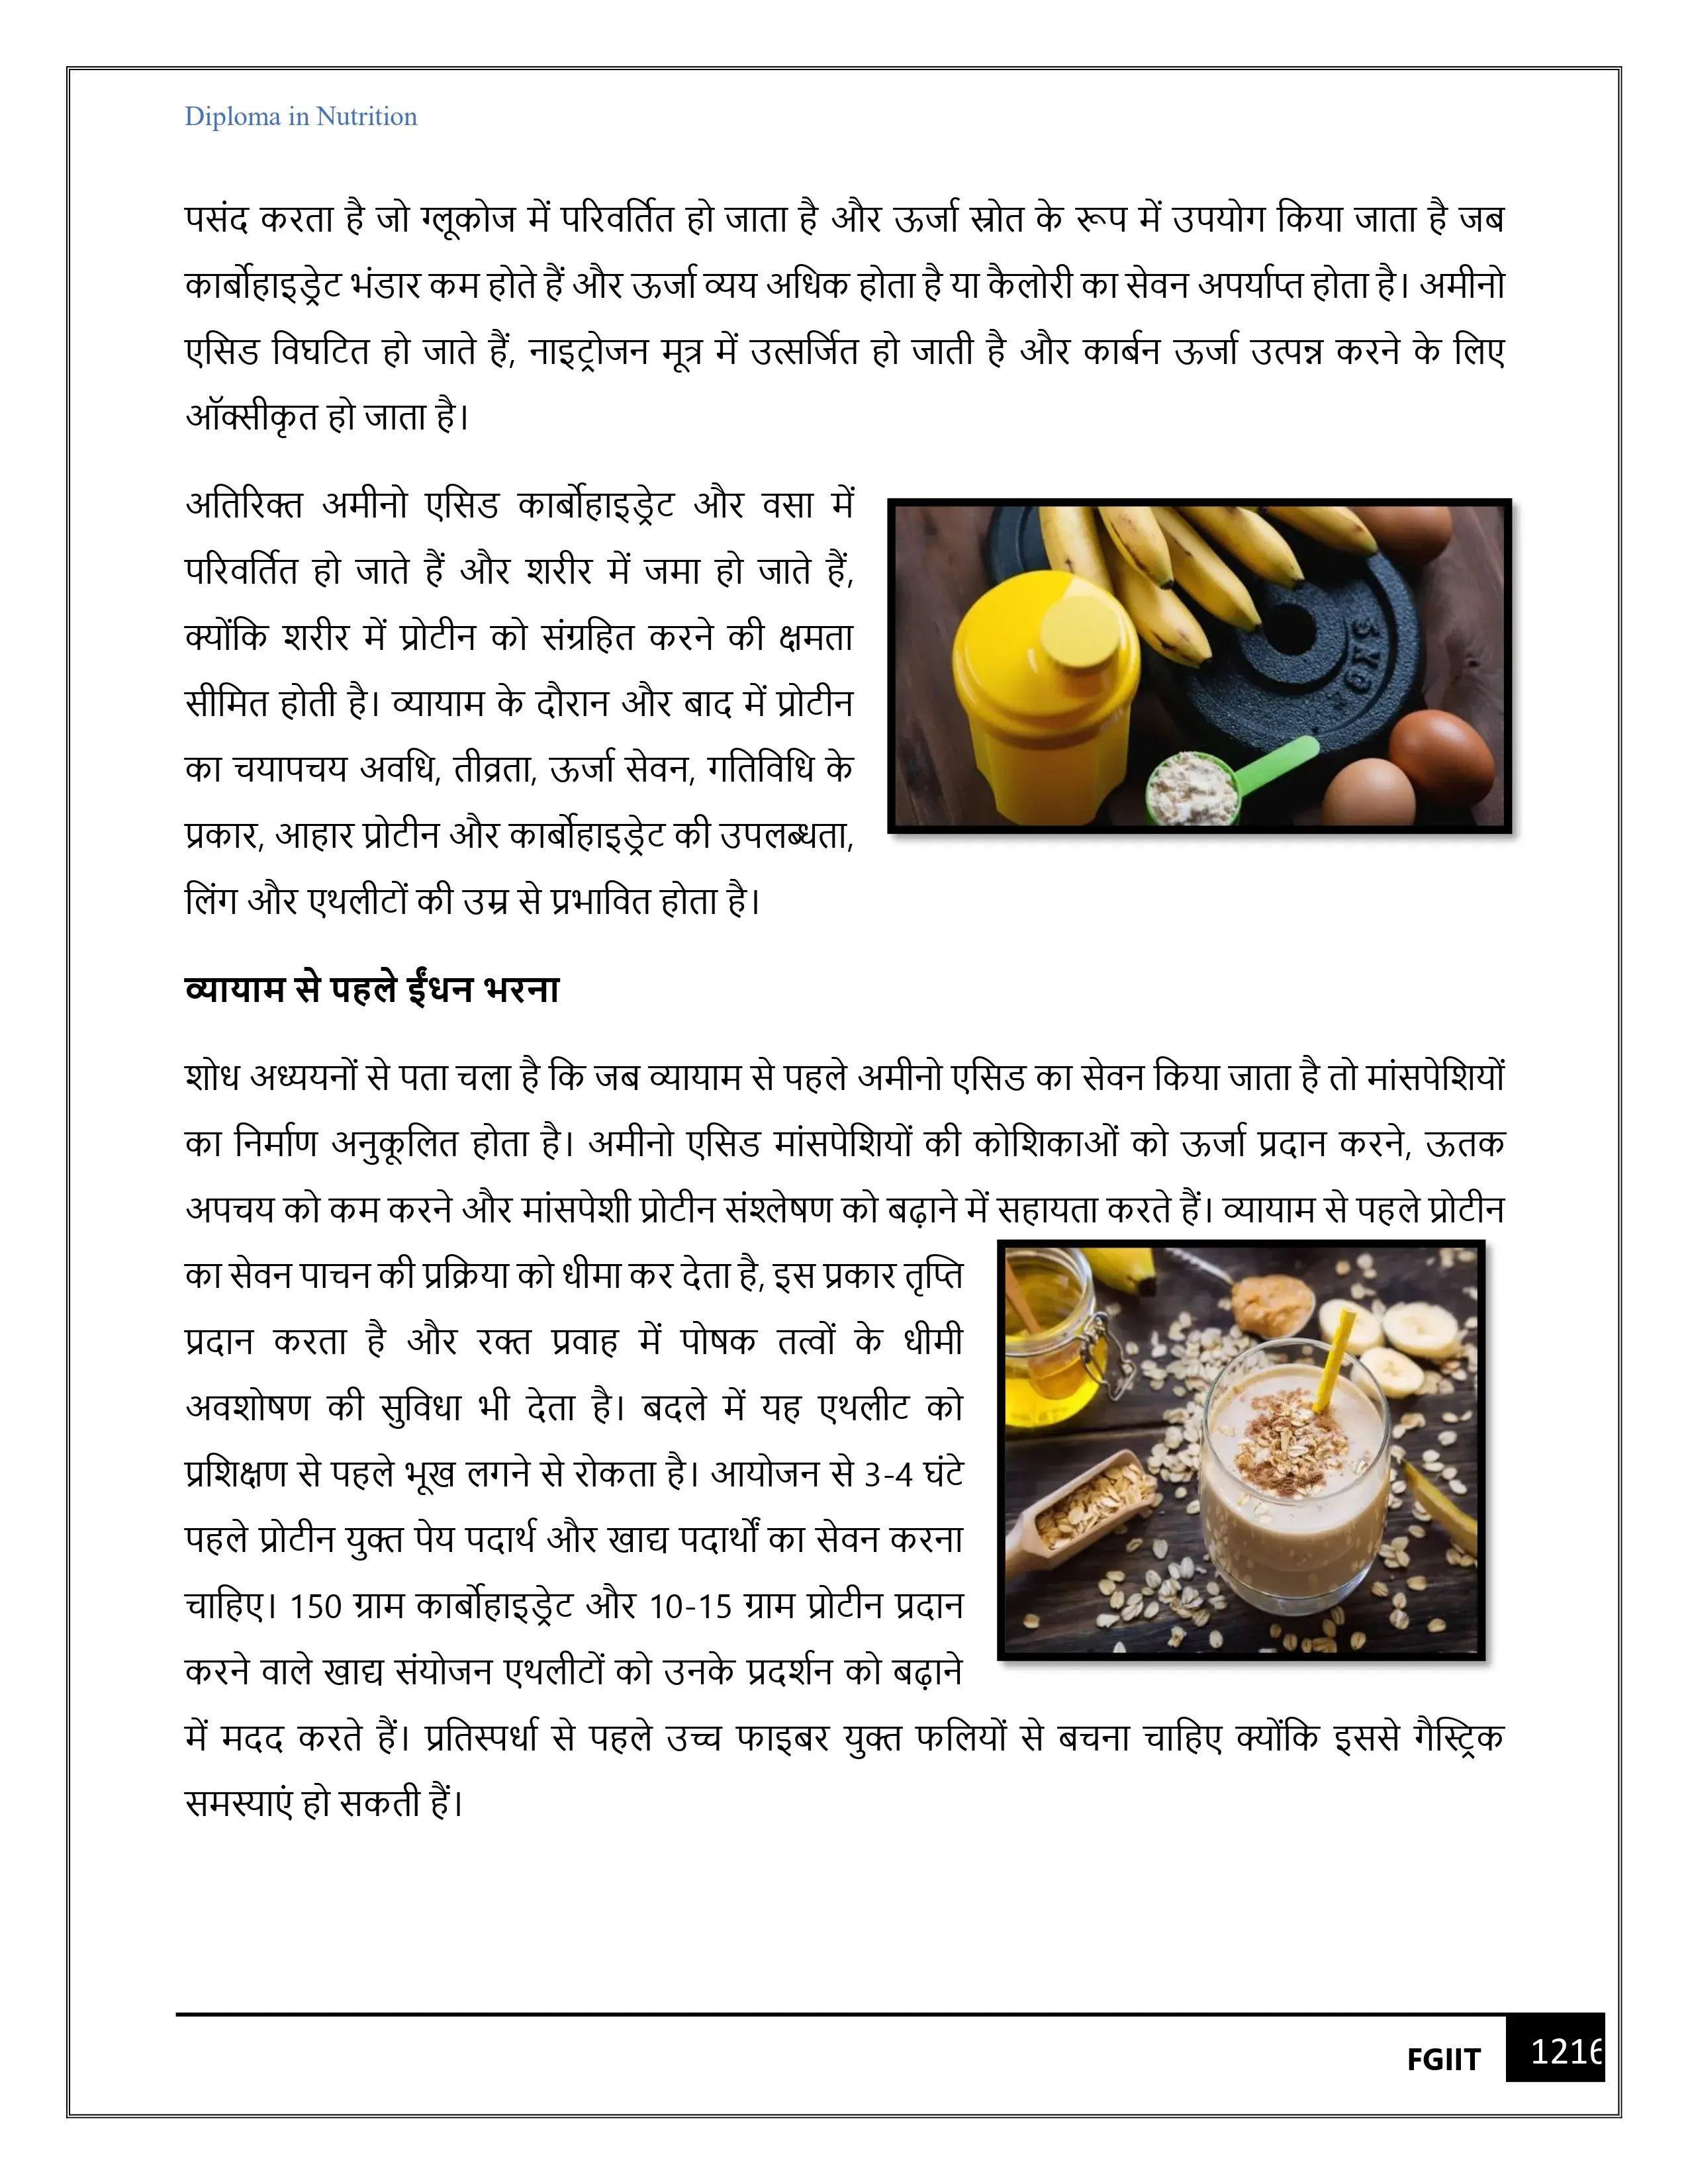 Diploma in Nutrition
पसंद करता है जो ग्लूकोज में परिवर्तित हो जाता है और ऊर्जा स्रोत के रूप में उपयोग किया जाता है जब
कार्बोहाइड्रेट भंडार कम होते हैं और ऊर्जा व्यय अधिक होता है या कैलोरी का सेवन अपर्याप्त होता है। अमीनो
एसिड विघटित हो जाते हैं, नाइट्रोजन मूत्र में उत्सर्जित हो जाती है और कार्बन ऊर्जा उत्पन्न करने के लिए
ऑक्सीकृत हो जाता है।
अतिरिक्त अमीनो एसिड कार्बोहाइड्रेट और वसा में
परिवर्तित हो जाते हैं और शरीर में जमा हो जाते हैं,
क्योंकि शरीर में प्रोटीन को संग्रहित करने की क्षमता
सीमित होती है। व्यायाम के दौरान और बाद में प्रोटीन
का चयापचय अवधि, तीव्रता, ऊर्जा सेवन, गतिविधि के
प्रकार, आहार प्रोटीन और कार्बोहाइड्रेट की उपलब्धता,
लिंग और एथलीटों की उम्र से प्रभावित होता है।
3 KG
व्यायाम से पहले ईंधन भरना
शोध अध्ययनों से पता चला है कि जब व्यायाम से पहले अमीनो एसिड का सेवन किया जाता है तो मांसपेशियों
का निर्माण अनुकूलित होता है। अमीनो एसिड मांसपेशियों की कोशिकाओं को ऊर्जा प्रदान करने, ऊतक
अपचय को कम करने और मांसपेशी प्रोटीन संश्लेषण को बढ़ाने में सहायता करते हैं। व्यायाम से पहले प्रोटीन
का सेवन पाचन की प्रक्रिया को धीमा कर देता है, इस प्रकार तृप्ति
प्रदान करता है और रक्त प्रवाह में पोषक तत्वों के धीमी
अवशोषण की सुविधा भी देता है। बदले में यह एथलीट को
प्रशिक्षण से पहले भूख लगने से रोकता है। आयोजन से 3-4 घंटे
पहले प्रोटीन युक्त पेय पदार्थ और खाद्य पदार्थों का सेवन करना
चाहिए। 150 ग्राम कार्बोहाइड्रेट और 10-15 ग्राम प्रोटीन प्रदान
करने वाले खाद्य संयोजन एथलीटों को उनके प्रदर्शन को बढ़ाने
में मदद करते हैं। प्रतिस्पर्धा से पहले उच्च फाइबर युक्त फलियों से बचना चाहिए क्योंकि इससे गैस्ट्रिक
समस्याएं हो सकती हैं।
FGIIT 1216